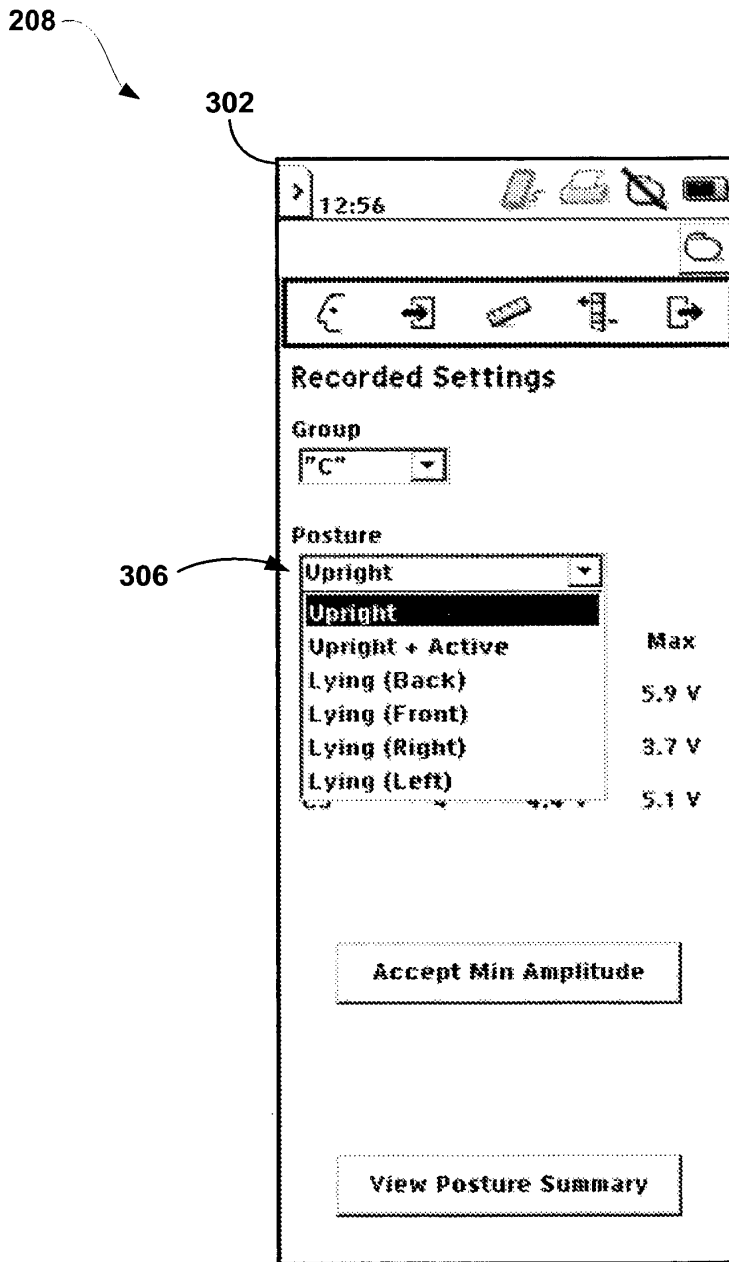 208
302
>
12:56
Recorded Settings
Group
"C"
Posture
306
Upright
Upright
Upright + Active
Max
Lying (Back)
5.9 V
Lying (Front)
Lying (Right)
3.7 V
Lying (Left)
5.1 V
Accept Min Amplitude
View Posture Summary